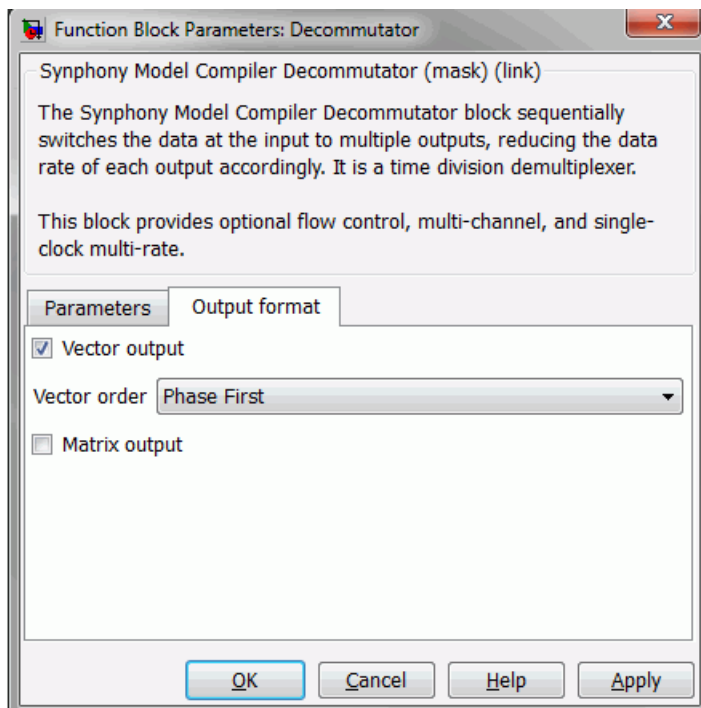 Function Block Parameters: Decommutator
Synphony Model Compiler Decommutator (mask) (link)
The Synphony Model Compiler Decommutator block sequentially
switches the data at the input to multiple outputs, reducing the data
rate of each output accordingly. It is a time division demultiplexer.
This block provides optional flow control, multi-channel, and single-
clock multi-rate.
Parameters
Output format
Vector output
Vector order
Phase First
Matrix output
OK
Cancel
Help
Apply